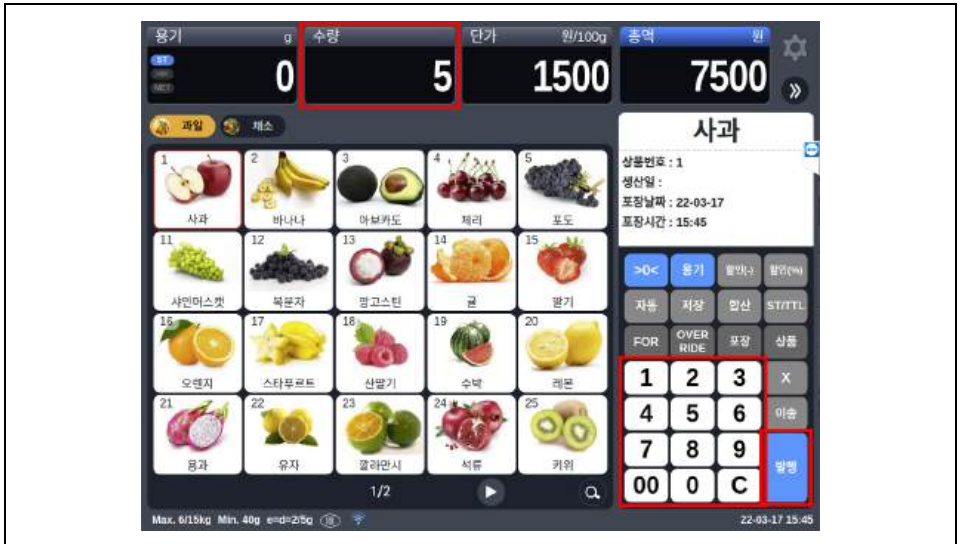 용기 g 수량 단가 원/100g 총액 원
ST
NET
0 5 1500 7500
과일 채소
사과
상품번호 : 1
생산일 :
포장날짜 : 22-03-17
포장시간 : 15:45
1 사과
2 바나나
3 아보카도
4 체리
5 포도
11 샤인머스캣
12 복분자
13 망고스틴
14 귤
15 딸기
16 오렌지
17 스타푸르트
18 산딸기
19 수박
20 레몬
21 용과
22 유자
23 깔라만시
24 석류
25 키위
1/2
>0< 용기 할인(-) 할인(%)
자동 저장 합산 ST/TTL
FOR OVER RIDE 포장 상품
1 2 3 X
4 5 6 이송
7 8 9 발행
00 0 C
Max. 6/15kg Min. 40g e=d=2/5g
22-03-17 15:45